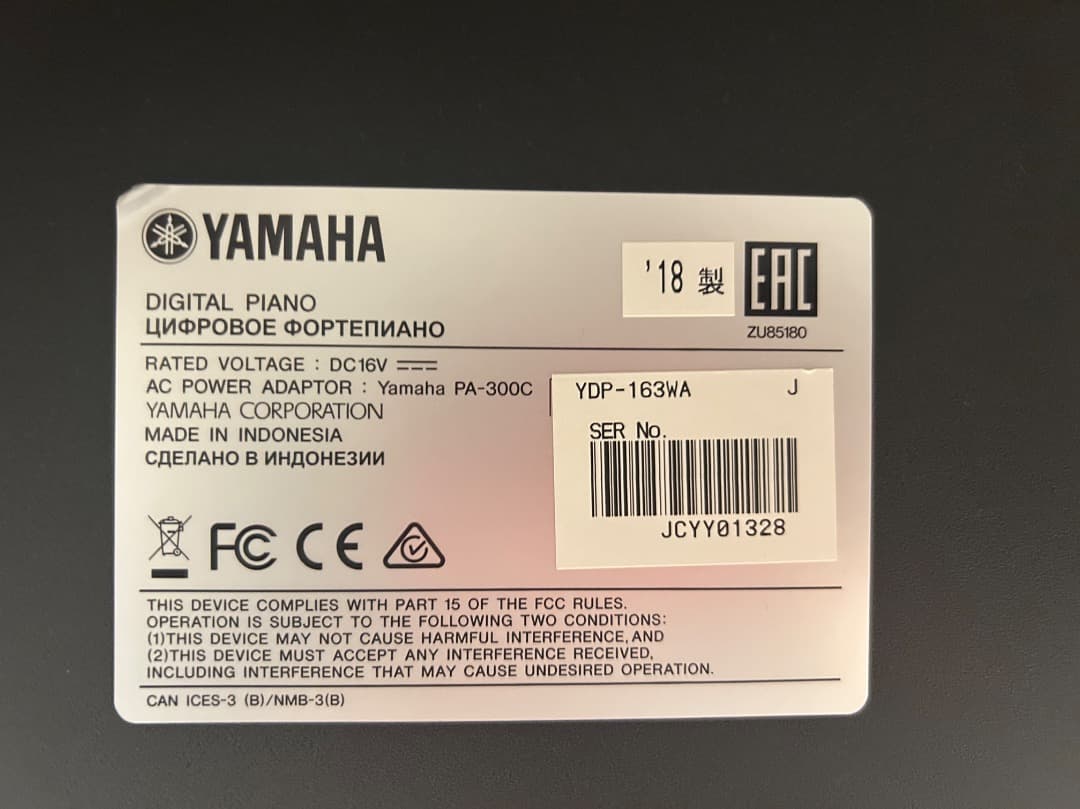 YAMAHA
'18 製
EAC
ZU85180
DIGITAL PIANO
ЦИФРОВОЕ ФОРТЕПИАНО
RATED VOLTAGE : DC16V
AC POWER ADAPTOR : Yamaha PA-300C
YAMAHA CORPORATION
MADE IN INDONESIA
СДЕЛАНО В ИНДОНЕЗИИ
YDP-163WA J
SER No.
JCYY01328
FC CE
THIS DEVICE COMPLIES WITH PART 15 OF THE FCC RULES.
OPERATION IS SUBJECT TO THE FOLLOWING TWO CONDITIONS:
(1)THIS DEVICE MAY NOT CAUSE HARMFUL INTERFERENCE, AND
(2)THIS DEVICE MUST ACCEPT ANY INTERFERENCE RECEIVED,
INCLUDING INTERFERENCE THAT MAY CAUSE UNDESIRED OPERATION.
CAN ICES-3 (B)/NMB-3(B)